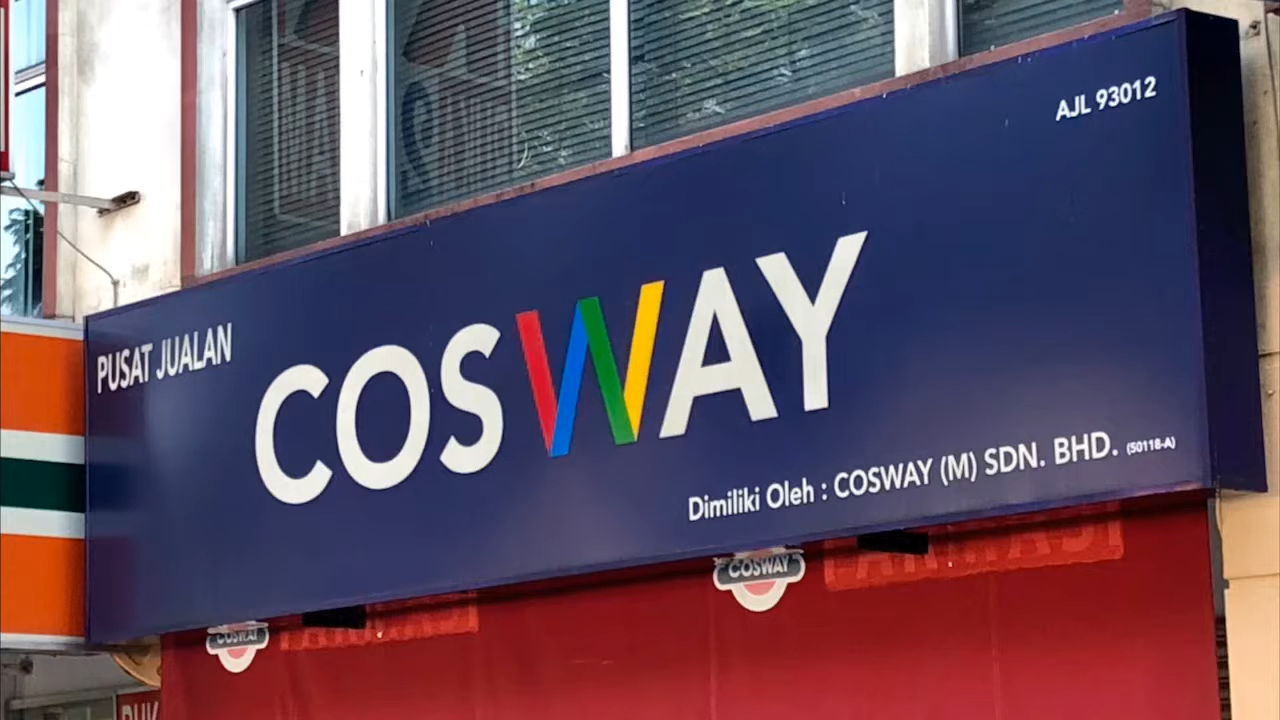 AJL 93012
PUSAT JUALAN
COSWAY
Dimiliki Oleh : COSWAY (M) SDN. BHD. (50118-A)
COSWAY
COSWAY